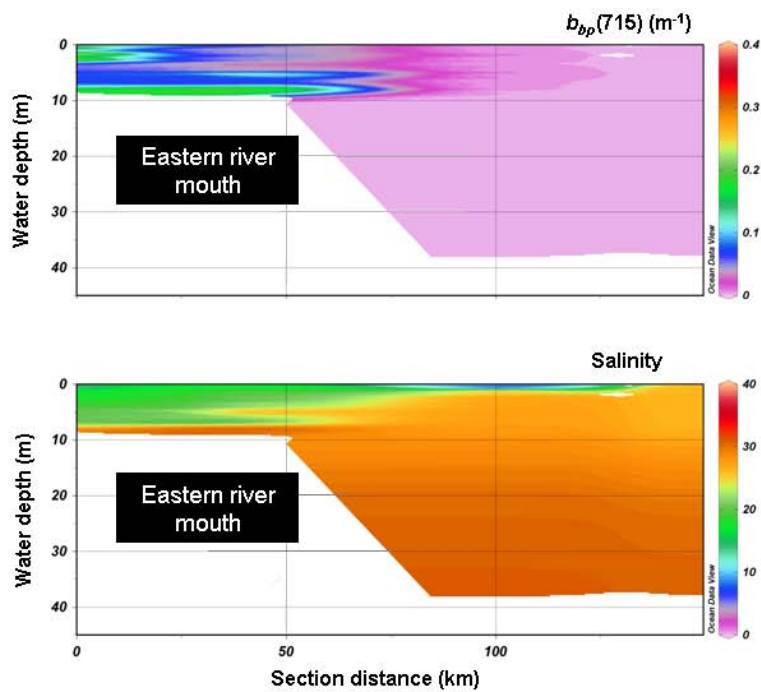 b_bp(715) (m⁻¹)
0
10
20
30
40
Water depth (m)
Eastern river
mouth
0.4
0.3
0.2
0.1
0
Ocean Data View
Salinity
0
10
20
30
40
Water depth (m)
Eastern river
mouth
40
30
20
10
0
Ocean Data View
0 50 100
Section distance (km)